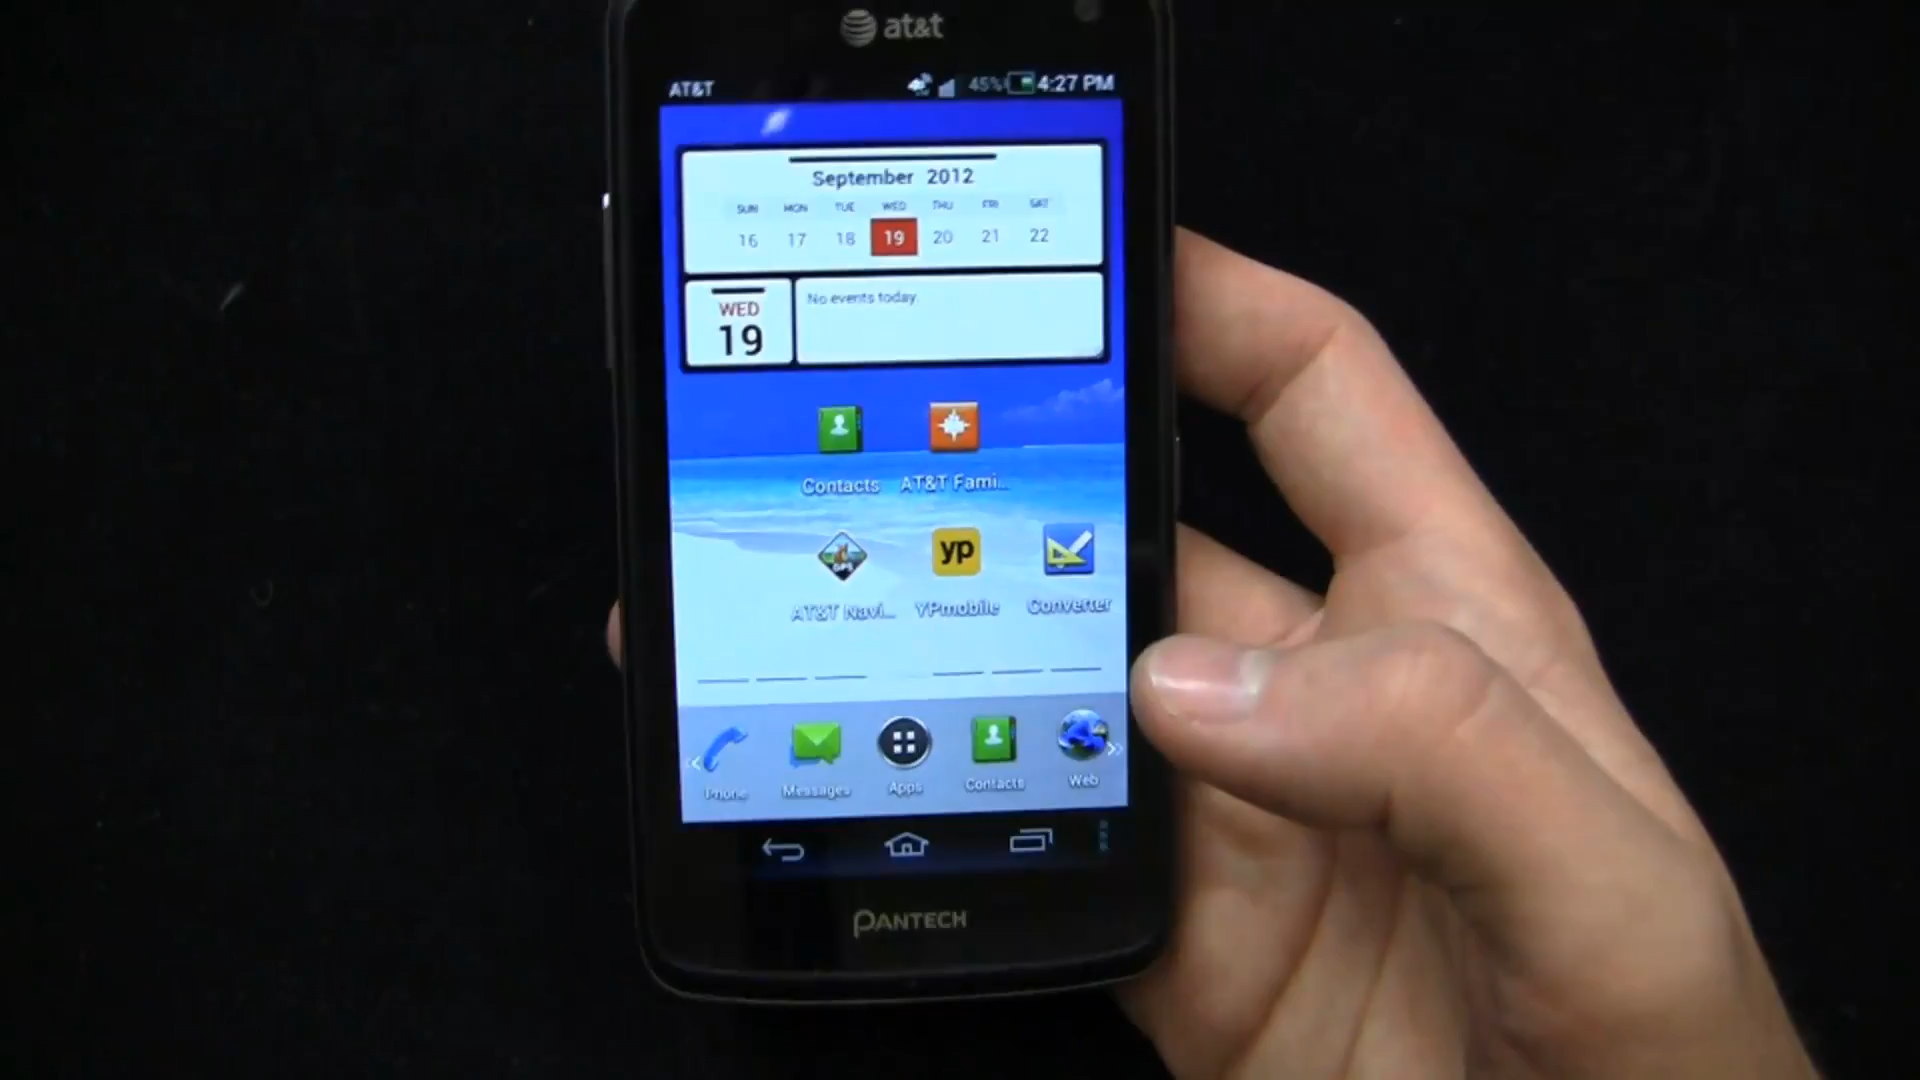 at&t
AT&T 45% 4:27 PM
September 2012
SUN MON TUE WED THU FRI SAT
16 17 18 19 20 21 22
WED
19
No events today
Contacts AT&T Fami...
GPS yp
AT&T Navi... YPmobile Converter
Phone Messages Apps Contacts Web
PANTECH